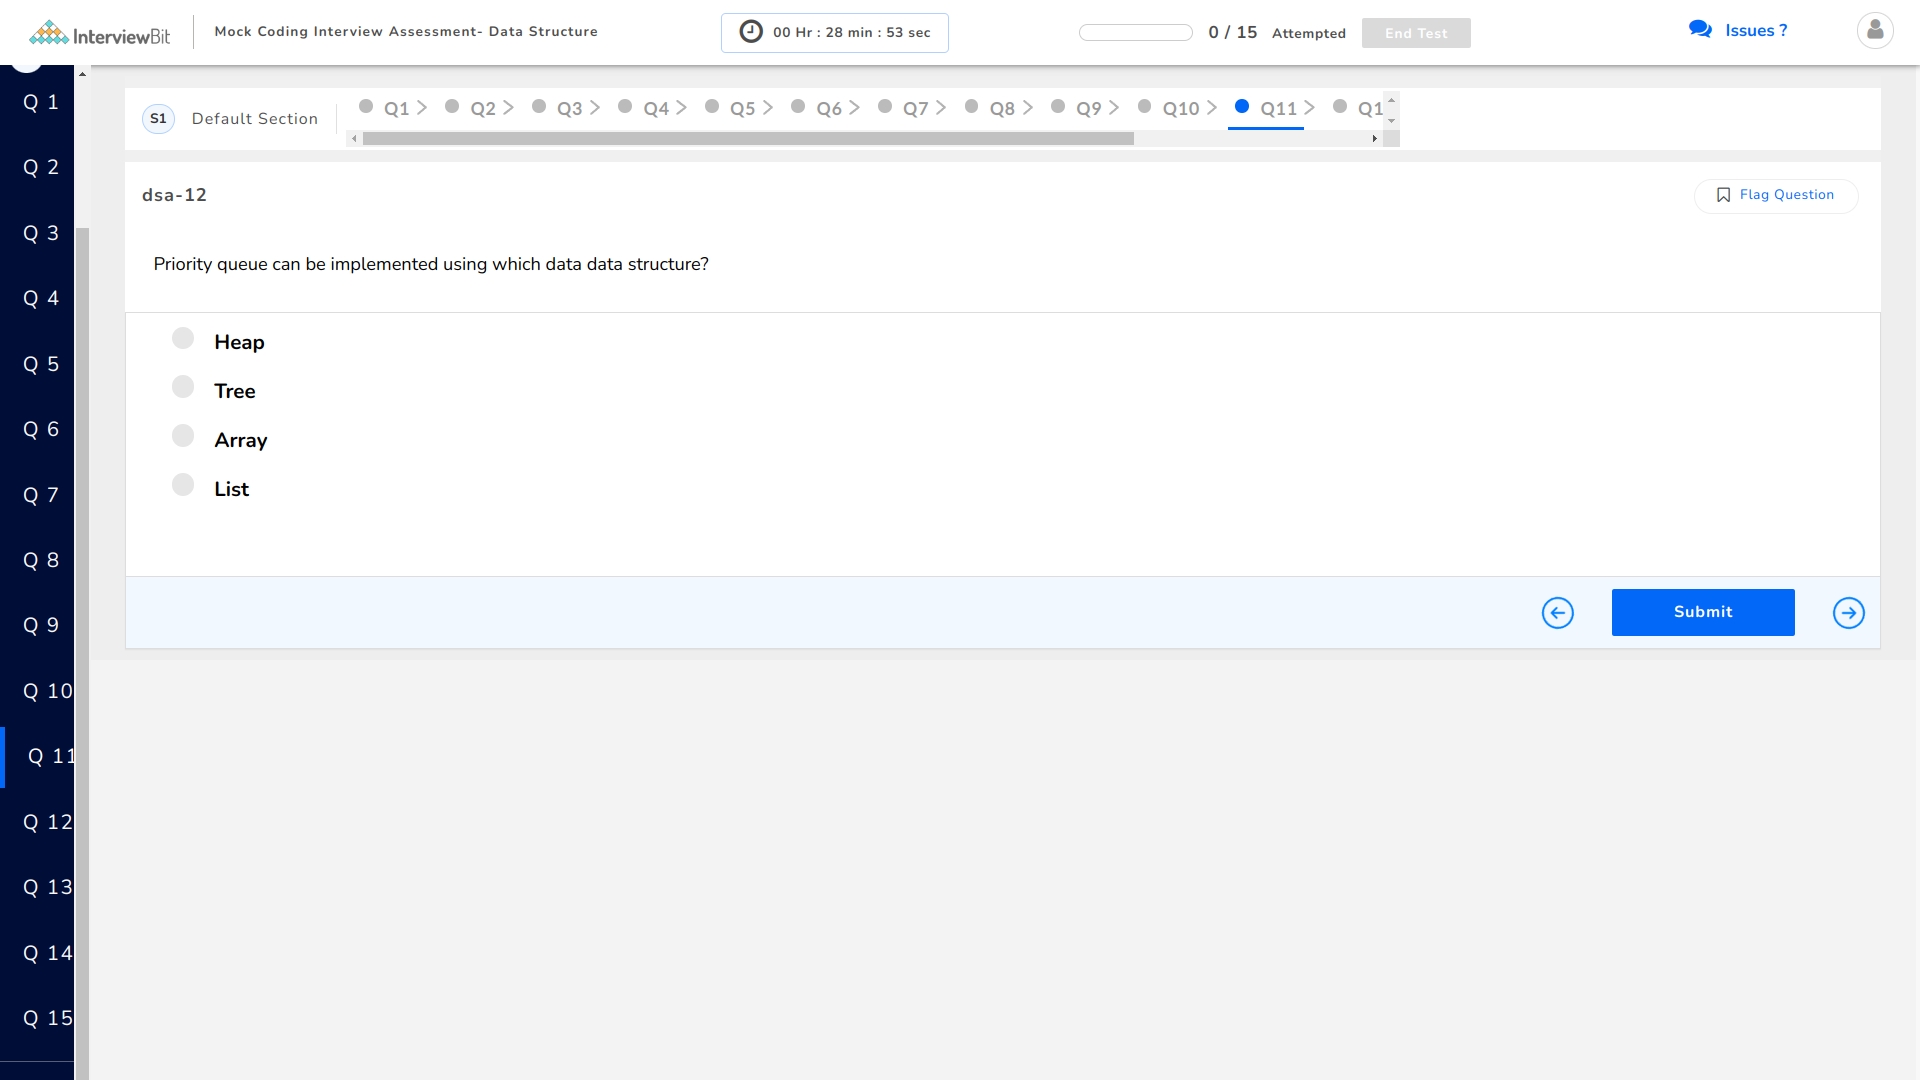 InterviewBit
Mock Coding Interview Assessment- Data Structure
00 Hr : 28 min : 53 sec
0 / 15 Attempted
End Test
Issues ?
Q 1
Q 2
Q 3
Q 4
Q 5
Q 6
Q 7
Q 8
Q 9
Q 10
Q 11
Q 12
Q 13
Q 14
Q 15
S1 Default Section
Q1 Q2 Q3 Q4 Q5 Q6 Q7 Q8 Q9 Q10 Q11 Q1
dsa-12
Flag Question
Priority queue can be implemented using which data data structure?
Heap
Tree
Array
List
Submit